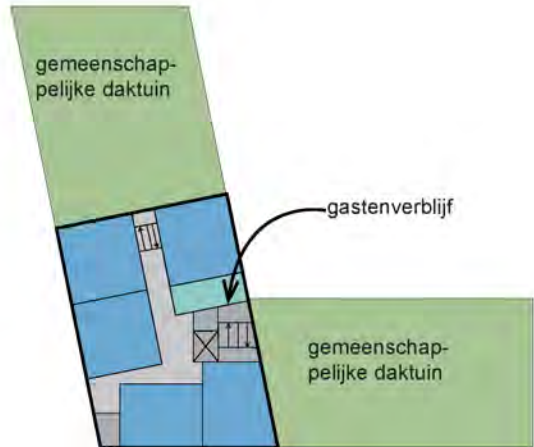 gemeenschap-
pelijke daktuin
gastenverblijf
gemeenschap-
pelijke daktuin